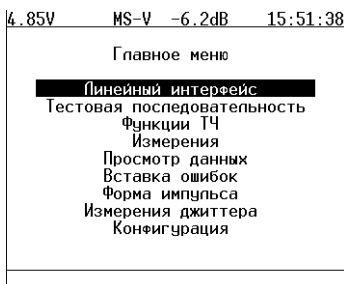 4.85V MS-V -6.2dB 15:51:38
Главное меню
Линейный интерфейс
Тестовая последовательность
Функции ТЧ
Измерения
Просмотр данных
Вставка ошибок
Форма импульса
Измерения джиттера
Конфигурация